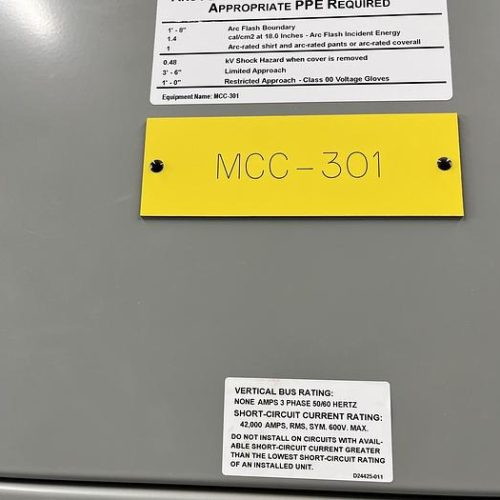 APPROPRIATE PPE REQUIRED
1' - 8" Arc Flash Boundary
1.4 cal/cm2 at 18.0 Inches - Arc Flash Incident Energy
1 Arc-rated shirt and arc-rated pants or arc-rated coverall
0.48 kV Shock Hazard when cover is removed
3' - 6" Limited Approach
1' - 0" Restricted Approach - Class 00 Voltage Gloves
Equipment Name: MCC-301
MCC-301
VERTICAL BUS RATING:
NONE AMPS 3 PHASE 50/60 HERTZ
SHORT-CIRCUIT CURRENT RATING:
42,000 AMPS, RMS, SYM. 600V. MAX.
DO NOT INSTALL ON CIRCUITS WITH AVAIL-
ABLE SHORT-CIRCUIT CURRENT GREATER
THAN THE LOWEST SHORT-CIRCUIT RATING
OF AN INSTALLED UNIT.
D24425-011